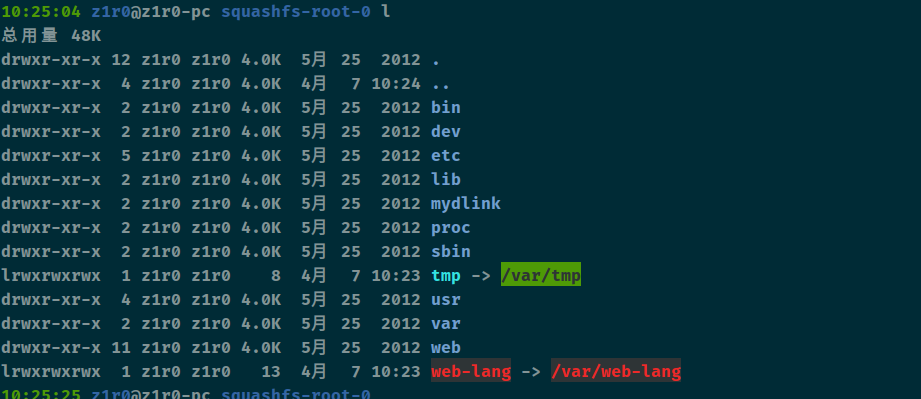 10:25:04 z1r0@z1r0-pc squashfs-root-0 l
总用量 48K
drwxr-xr-x 12 z1r0 z1r0 4.0K 5月 25 2012 .
drwxr-xr-x 4 z1r0 z1r0 4.0K 4月 7 10:24 ..
drwxr-xr-x 2 z1r0 z1r0 4.0K 5月 25 2012 bin
drwxr-xr-x 2 z1r0 z1r0 4.0K 5月 25 2012 dev
drwxr-xr-x 5 z1r0 z1r0 4.0K 5月 25 2012 etc
drwxr-xr-x 2 z1r0 z1r0 4.0K 5月 25 2012 lib
drwxr-xr-x 2 z1r0 z1r0 4.0K 5月 25 2012 mydlink
drwxr-xr-x 2 z1r0 z1r0 4.0K 5月 25 2012 proc
drwxr-xr-x 2 z1r0 z1r0 4.0K 5月 25 2012 sbin
lrwxrwxrwx 1 z1r0 z1r0 8 4月 7 10:23 tmp -> /var/tmp
drwxr-xr-x 4 z1r0 z1r0 4.0K 5月 25 2012 usr
drwxr-xr-x 2 z1r0 z1r0 4.0K 5月 25 2012 var
drwxr-xr-x 11 z1r0 z1r0 4.0K 5月 25 2012 web
lrwxrwxrwx 1 z1r0 z1r0 13 4月 7 10:23 web-lang -> /var/web-lang
10:25:25 z1r0@z1r0-pc squashfs-root-0